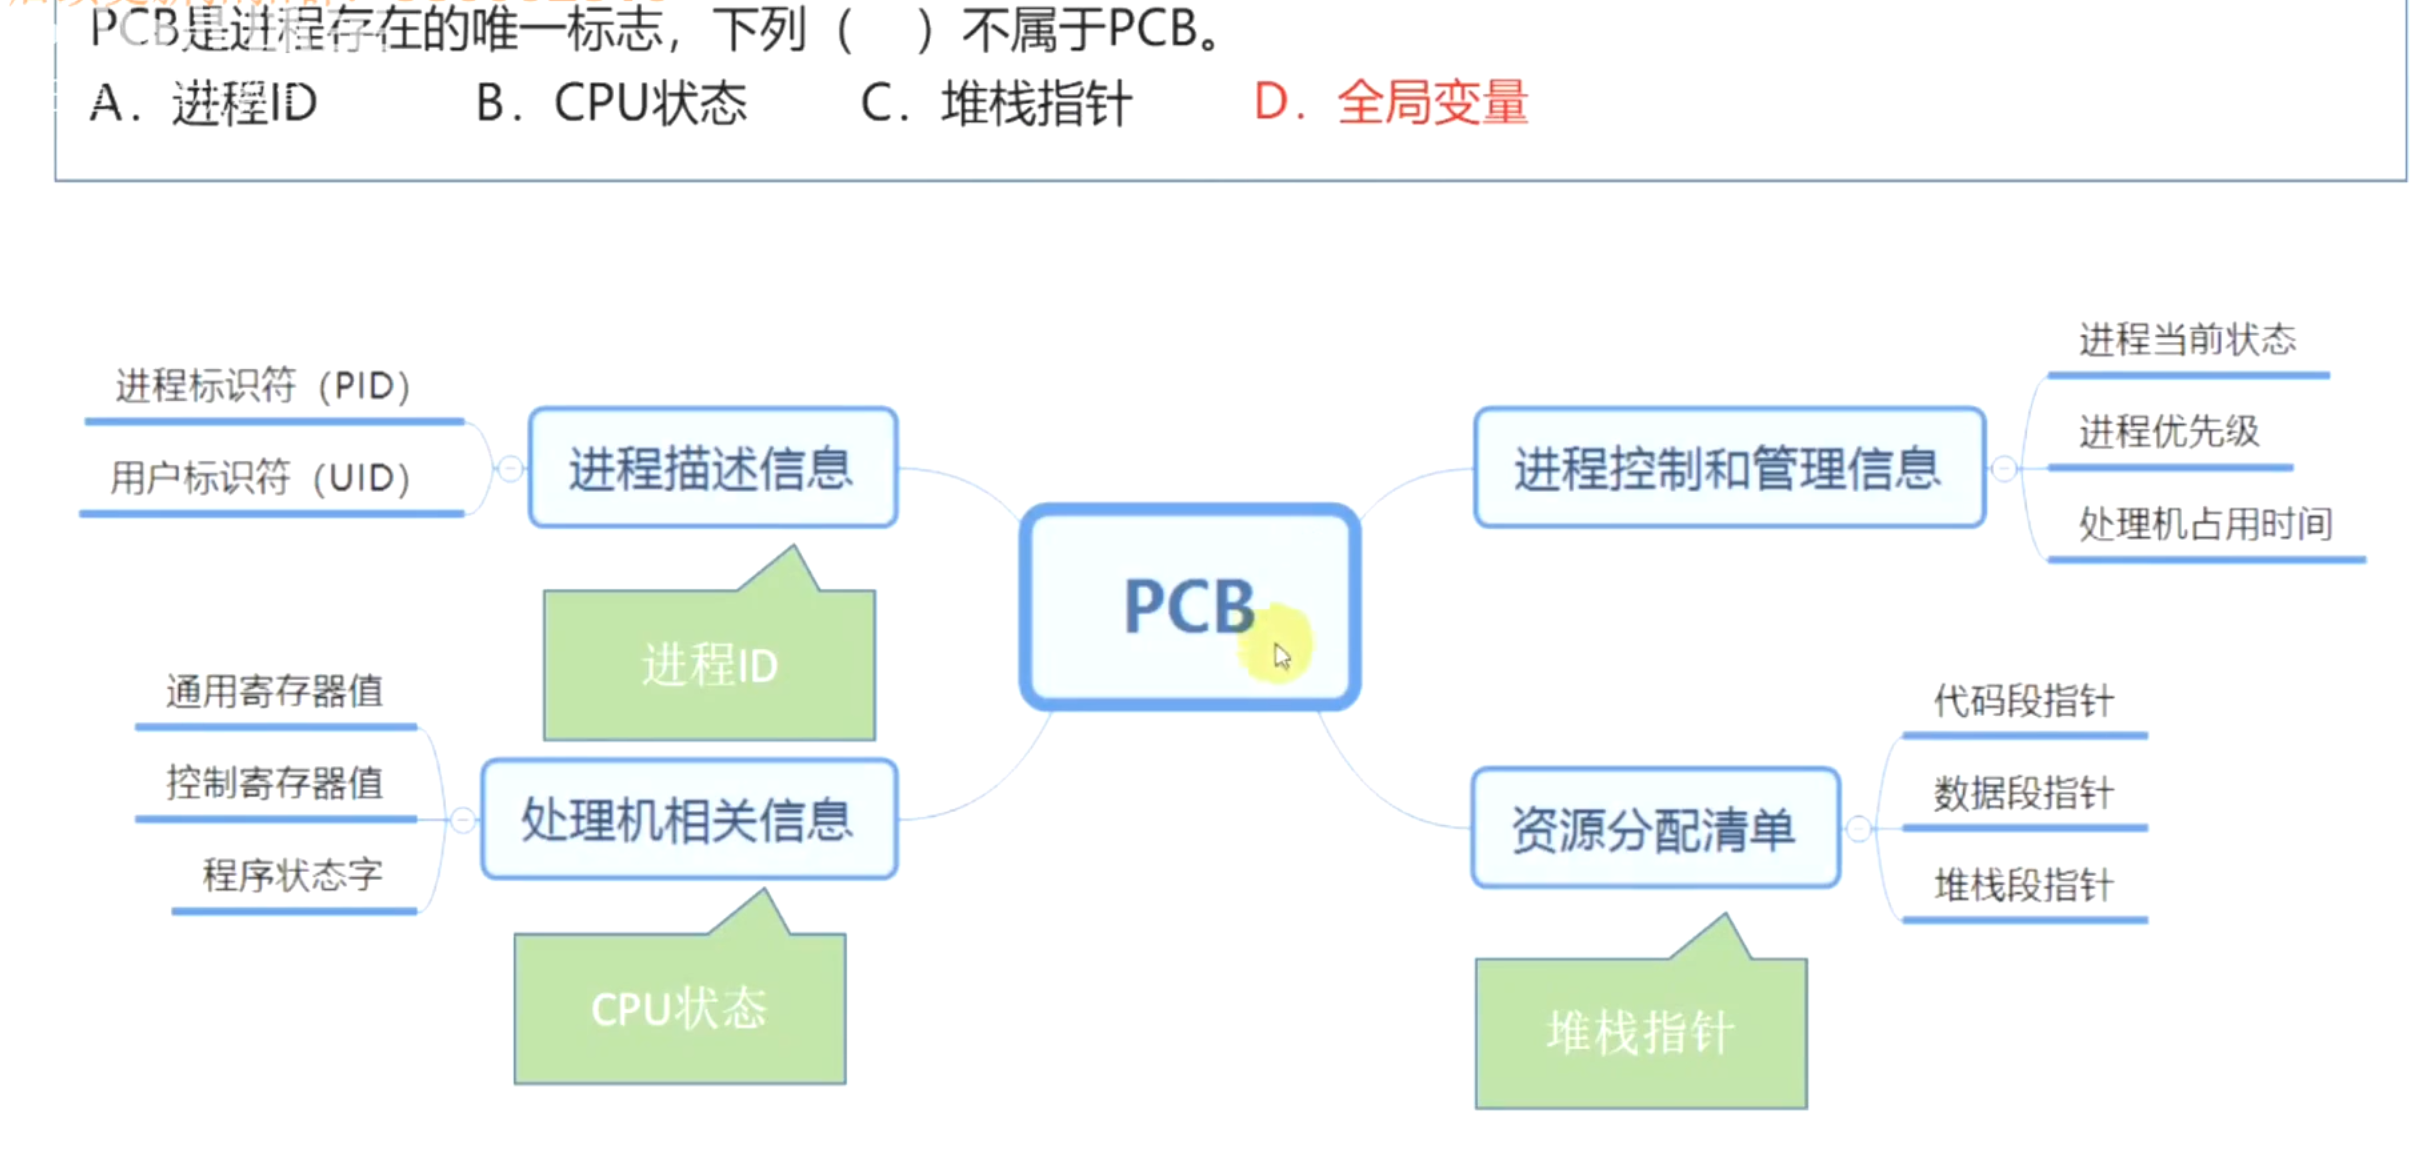 PCB是进程存在的唯一标志，下列（　）不属于PCB。
A．进程ID　B．CPU状态　C．堆栈指针　D．全局变量
进程标识符（PID）
用户标识符（UID）
进程描述信息
进程ID
通用寄存器值
控制寄存器值
程序状态字
处理机相关信息
CPU状态
PCB
进程控制和管理信息
进程当前状态
进程优先级
处理机占用时间
资源分配清单
代码段指针
数据段指针
堆栈段指针
堆栈指针